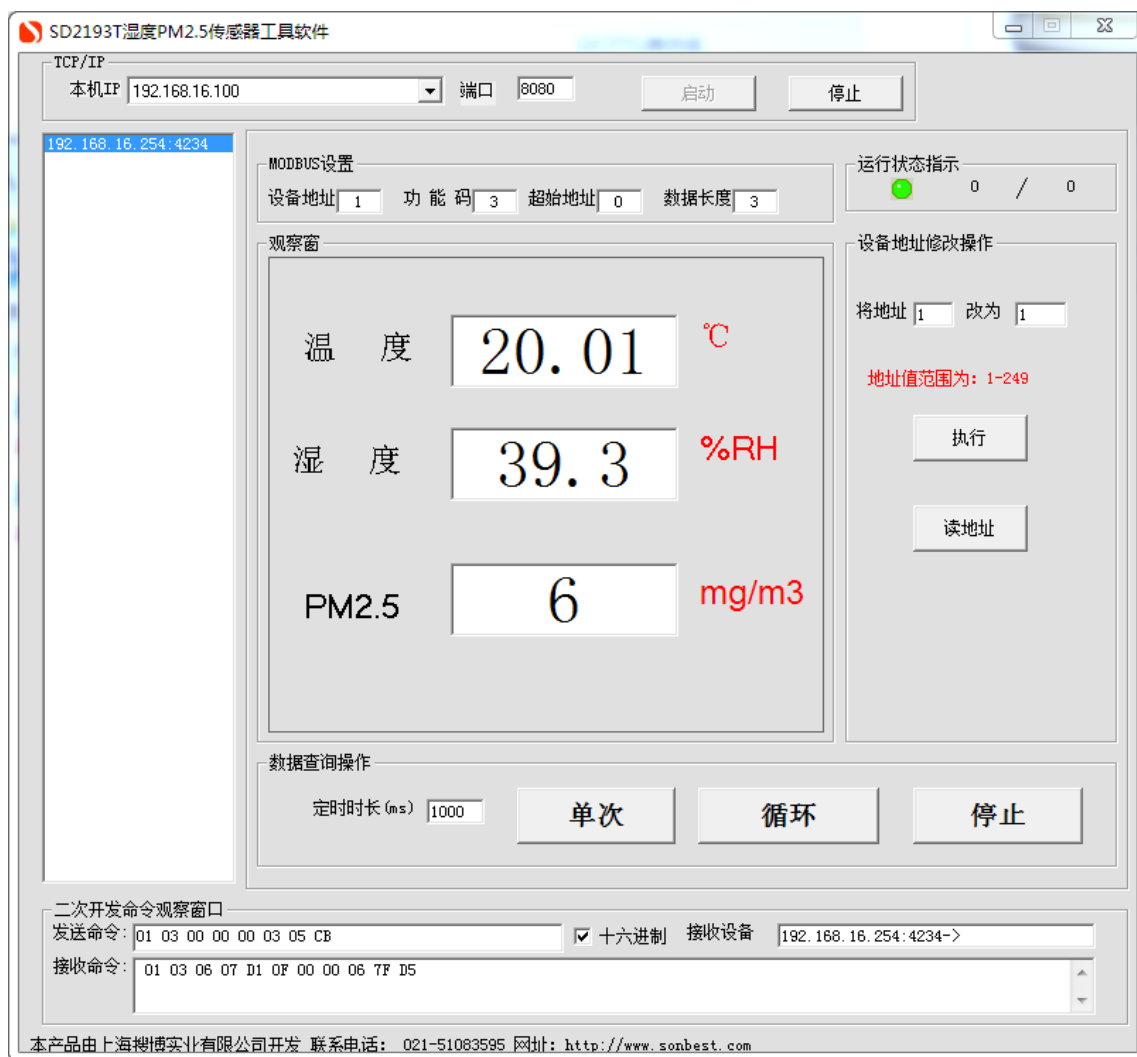 SD2193T湿度PM2.5传感器工具软件
TCP/IP
本机IP 192.168.16.100 端口 8080 启动 停止
192.168.16.254:4234
MODBUS设置
设备地址 1 功 能 码 3 超始地址 0 数据长度 3
运行状态指示
0 / 0
观察窗
温 度 20.01 ℃
湿 度 39.3 %RH
PM2.5 6 mg/m3
设备地址修改操作
将地址 1 改为 1
地址值范围为: 1-249
执行
读地址
数据查询操作
定时时长(ms) 1000 单次 循环 停止
二次开发命令观察窗口
发送命令: 01 03 00 00 00 03 05 CB 十六进制 接收设备 192.168.16.254:4234->
接收命令: 01 03 06 07 D1 0F 00 00 06 7F D5
本产品由上海搜博实业有限公司开发 联系电话: 021-51083595 网址: http://www.sonbest.com